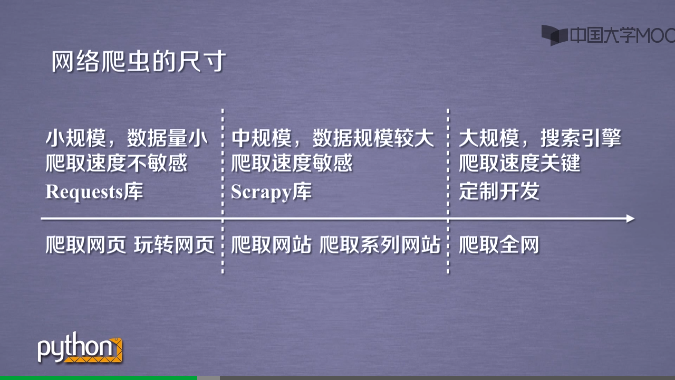 中国大学MOO
网络爬虫的尺寸
小规模，数据量小
爬取速度不敏感
Requests库
中规模，数据规模较大
爬取速度敏感
Scrapy库
大规模，搜索引擎
爬取速度关键
定制开发
爬取网页 玩转网页
爬取网站 爬取系列网站
爬取全网
python